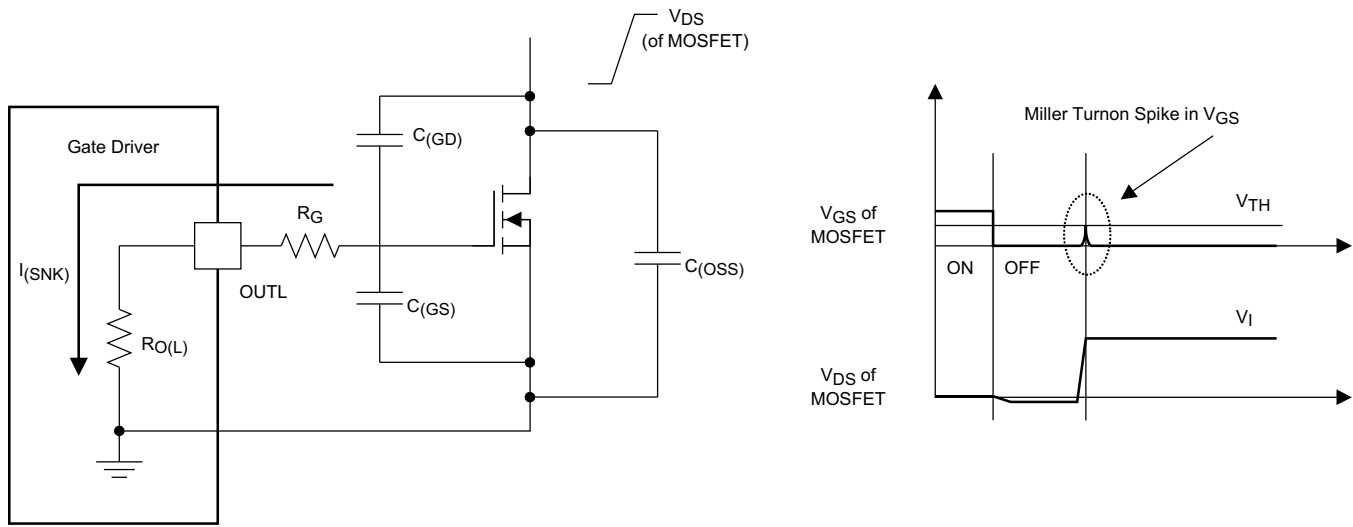 VDS
(of MOSFET)
Gate Driver
C(GD)
RG
I(SNK)
OUTL
C(OSS)
C(GS)
RO(L)
Miller Turnon Spike in VGS
VGS of
MOSFET
VTH
ON
OFF
VI
VDS of
MOSFET